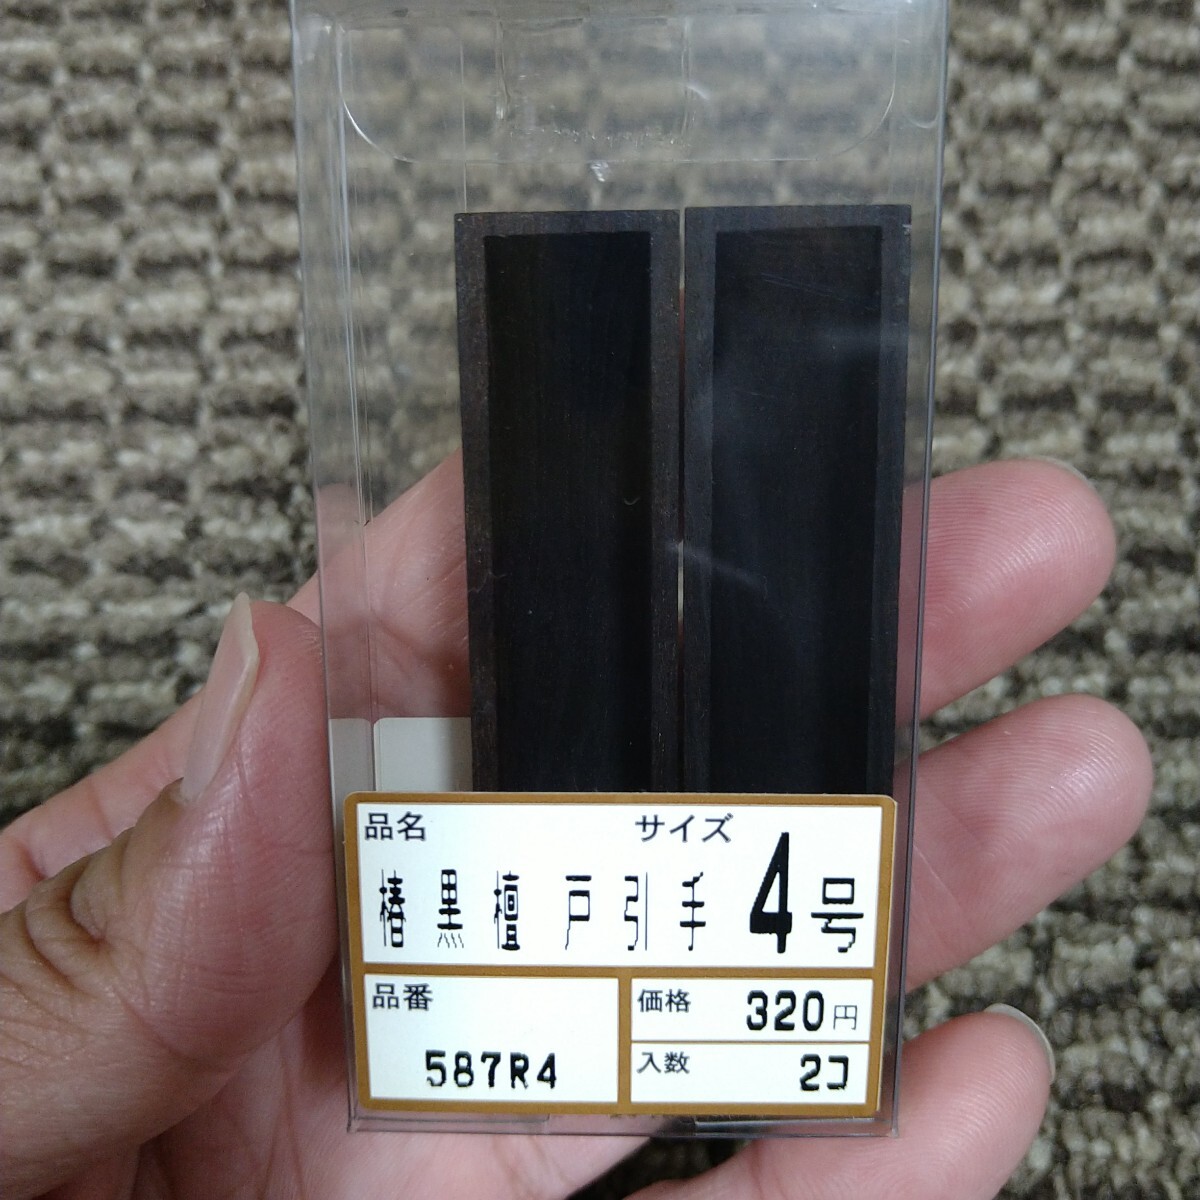 品名 サイズ
椿黒檀 戸引手 4号
品番
587R4
価格 320円
入数 2コ